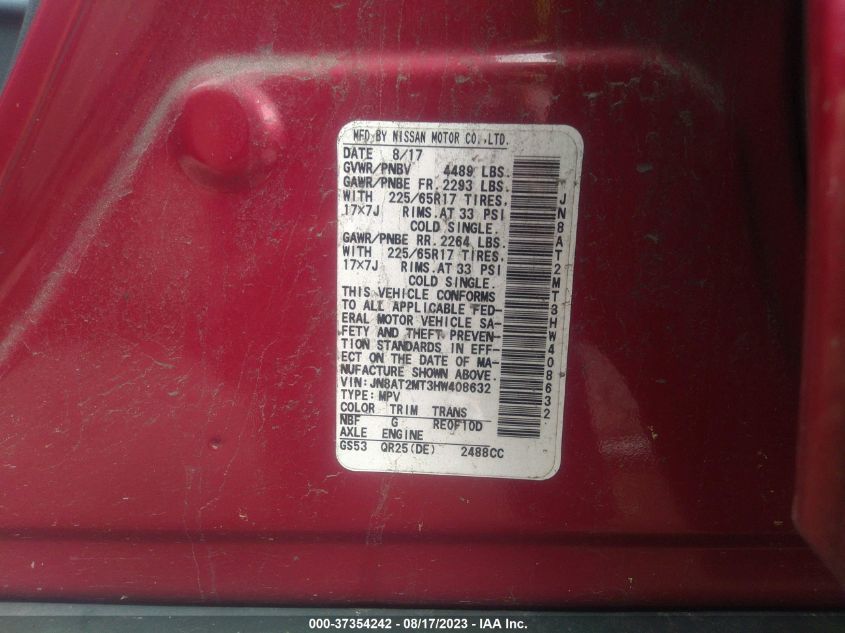 MFD BY NISSAN MOTOR CO.,LTD.
DATE 8/17
GVWR/PNBV 4489 LBS.
GAWR/PNBE FR. 2293 LBS.
WITH 225/65R17 TIRES,
17X7J RIMS.AT 33 PSI
COLD SINGLE.
GAWR/PNBE RR. 2264 LBS.
WITH 225/65R17 TIRES,
17X7J RIMS.AT 33 PSI
COLD SINGLE.
THIS VEHICLE CONFORMS
TO ALL APPLICABLE FED-
ERAL MOTOR VEHICLE SA-
FETY AND THEFT PREVEN-
TION STANDARDS IN EFF-
ECT ON THE DATE OF MA-
NUFACTURE SHOWN ABOVE.
VIN: JN8AT2MT3HW408632
TYPE: MPV
COLOR TRIM TRANS
NBF G RE0F10D
AXLE ENGINE
GS53 QR25(DE) 2488CC
JN8AT2MT3HW408632
000-37354242 - 08/17/2023 - IAA Inc.